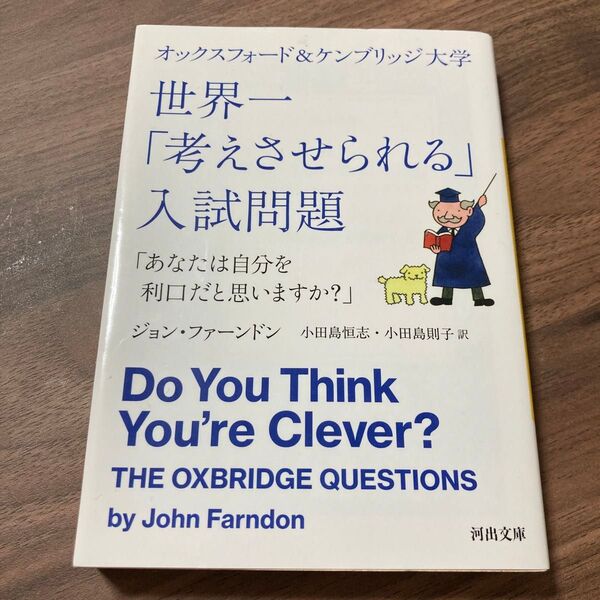 オックスフォード&ケンブリッジ大学
世界一
「考えさせられる」
入試問題
「あなたは自分を
利口だと思いますか?」
ジョン・ファーンドン 小田島恒志・小田島則子 訳
Do You Think
You're Clever?
THE OXBRIDGE QUESTIONS
by John Farndon
河出文庫